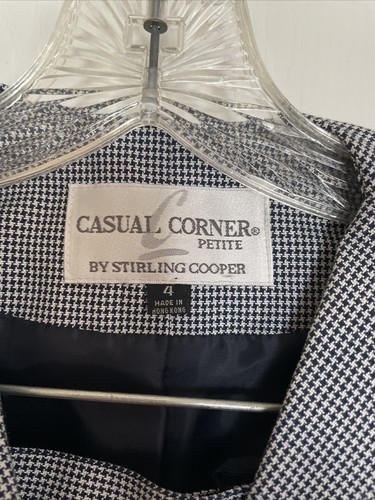 CASUAL CORNER®
PETITE
BY STIRLING COOPER
4
MADE IN
HONG KONG